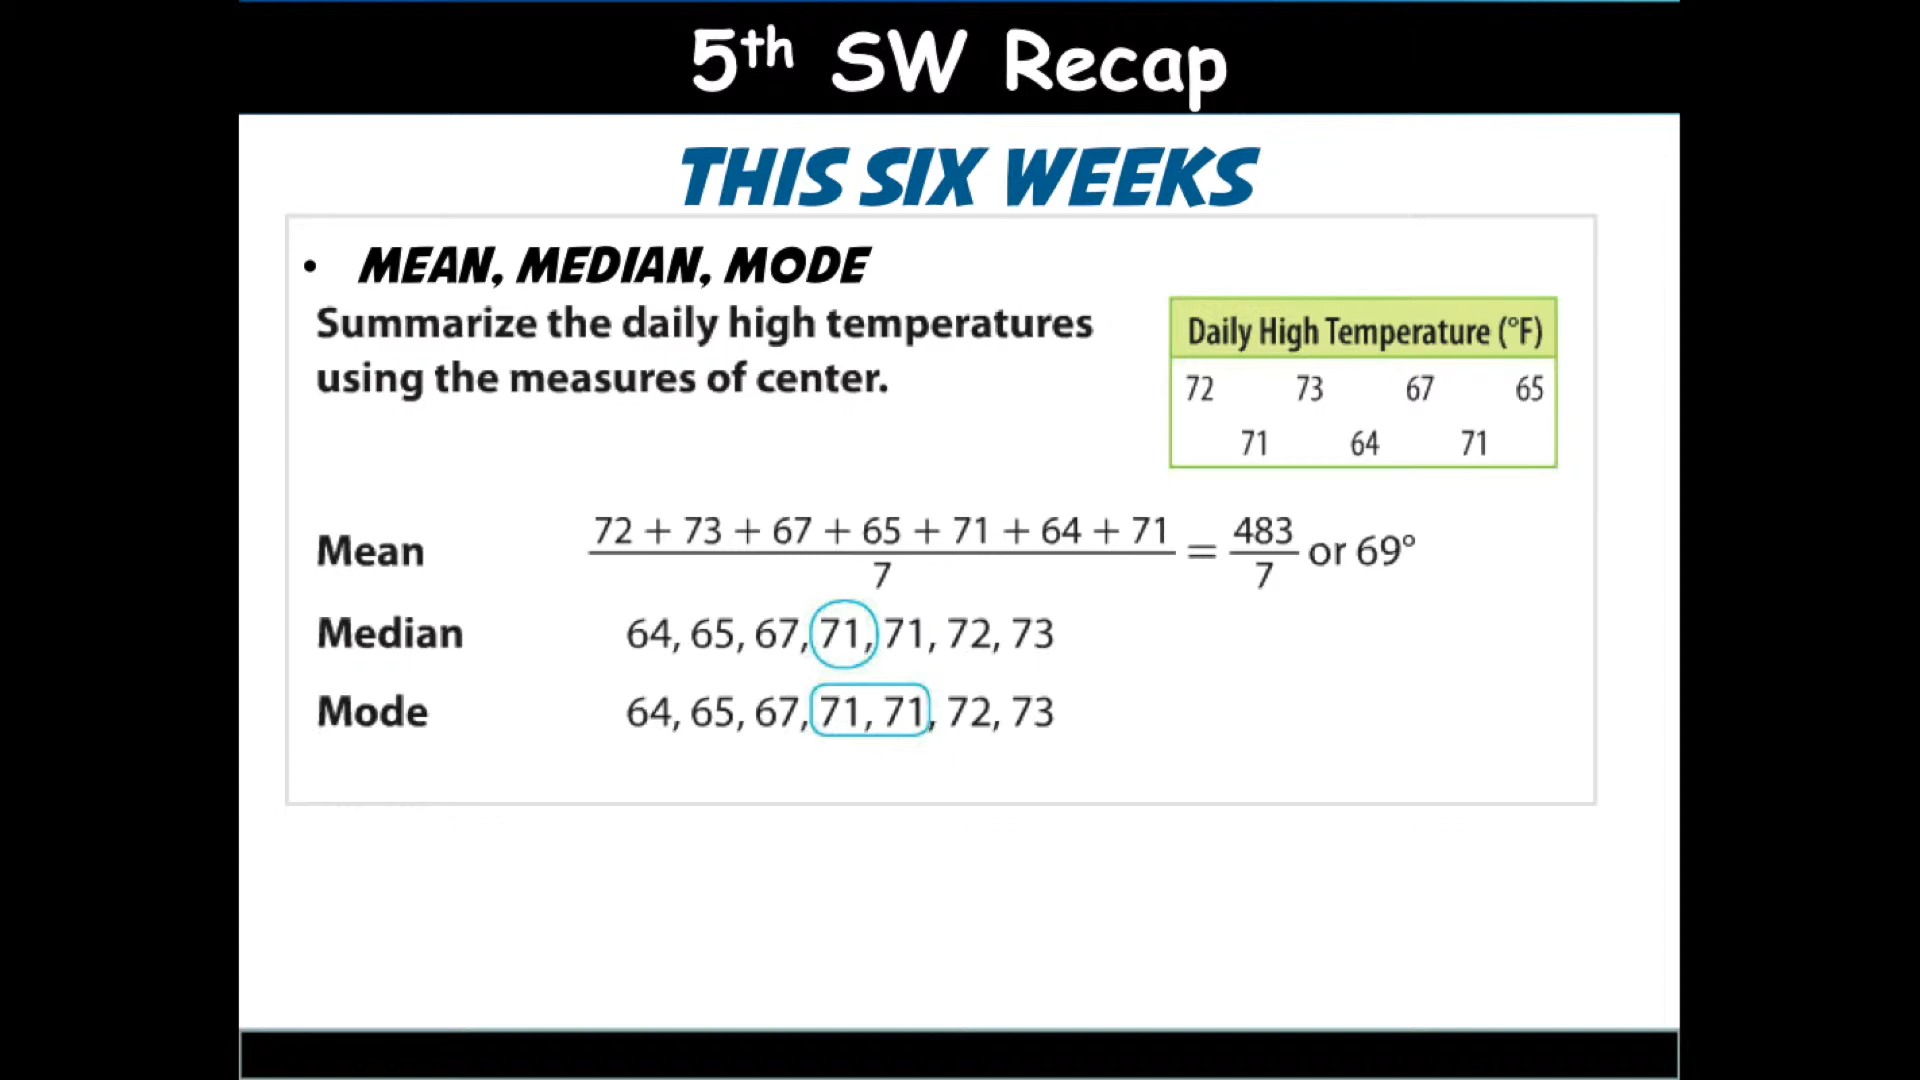 5th SW Recap
THIS SIX WEEKS
• MEAN, MEDIAN, MODE
Summarize the daily high temperatures
using the measures of center.
Daily High Temperature (°F)
72 73 67 65
71 64 71
Mean
72 + 73 + 67 + 65 + 71 + 64 + 71
7
=
483
7
or 69°
Median 64, 65, 67, 71, 71, 72, 73
Mode 64, 65, 67, 71, 71, 72, 73